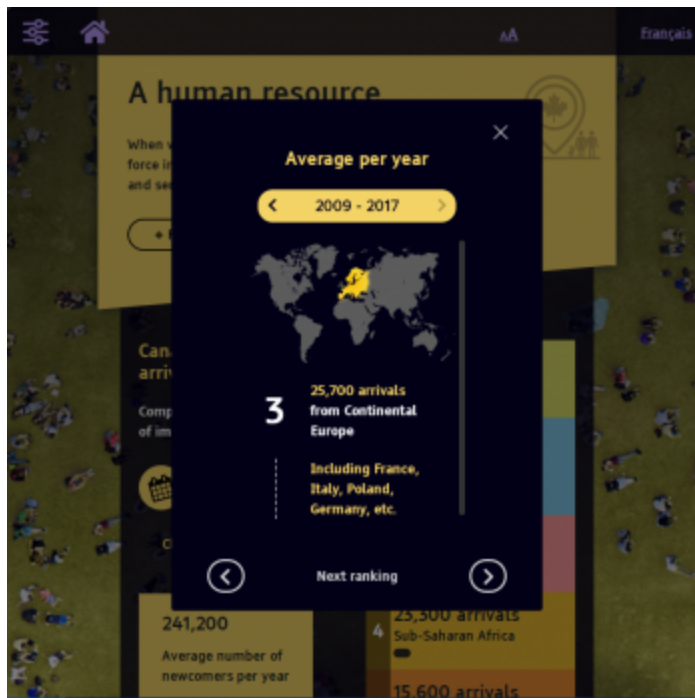 AA
Français
A human resource
When
force in
and se
Average per year
2009 - 2017
Can
arri
Comp
of im
3
25,700 arrivals
from Continental
Europe
Including France,
Italy, Poland,
Germany, etc.
Next ranking
241,200
Average number of
newcomers per year
4
25,300 arrivals
Sub-Saharan Africa
15,600 arrivals